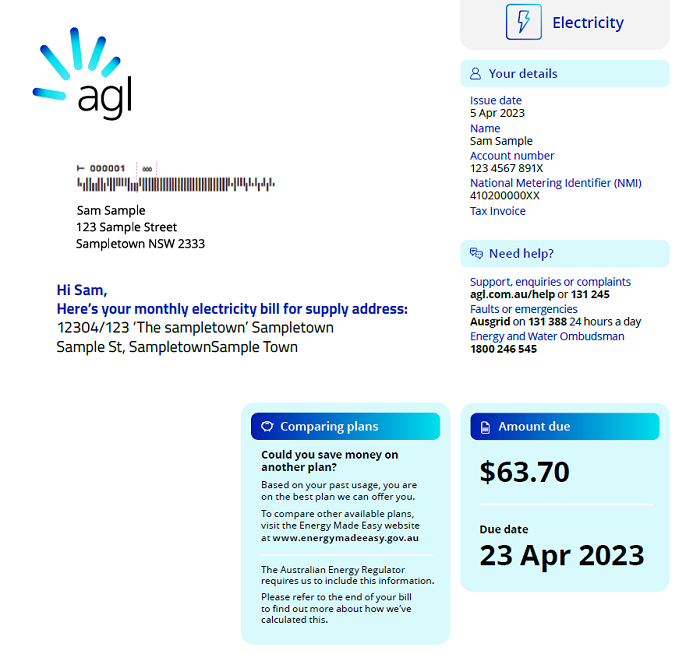 agl
000001 000
Sam Sample
123 Sample Street
Sampletown NSW 2333
Hi Sam,
Here's your monthly electricity bill for supply address:
12304/123 'The sampletown' Sampletown
Sample St, SampletownSample Town
Electricity
Your details
Issue date
5 Apr 2023
Name
Sam Sample
Account number
123 4567 891X
National Metering Identifier (NMI)
410200000XX
Tax Invoice
Need help?
Support, enquiries or complaints
agl.com.au/help or 131 245
Faults or emergencies
Ausgrid on 131 388 24 hours a day
Energy and Water Ombudsman
1800 246 545
Comparing plans
Could you save money on
another plan?
Based on your past usage, you are
on the best plan we can offer you.
To compare other available plans,
visit the Energy Made Easy website
at www.energymadeeasy.gov.au
The Australian Energy Regulator
requires us to include this information.
Please refer to the end of your bill
to find out more about how we've
calculated this.
Amount due
$63.70
Due date
23 Apr 2023